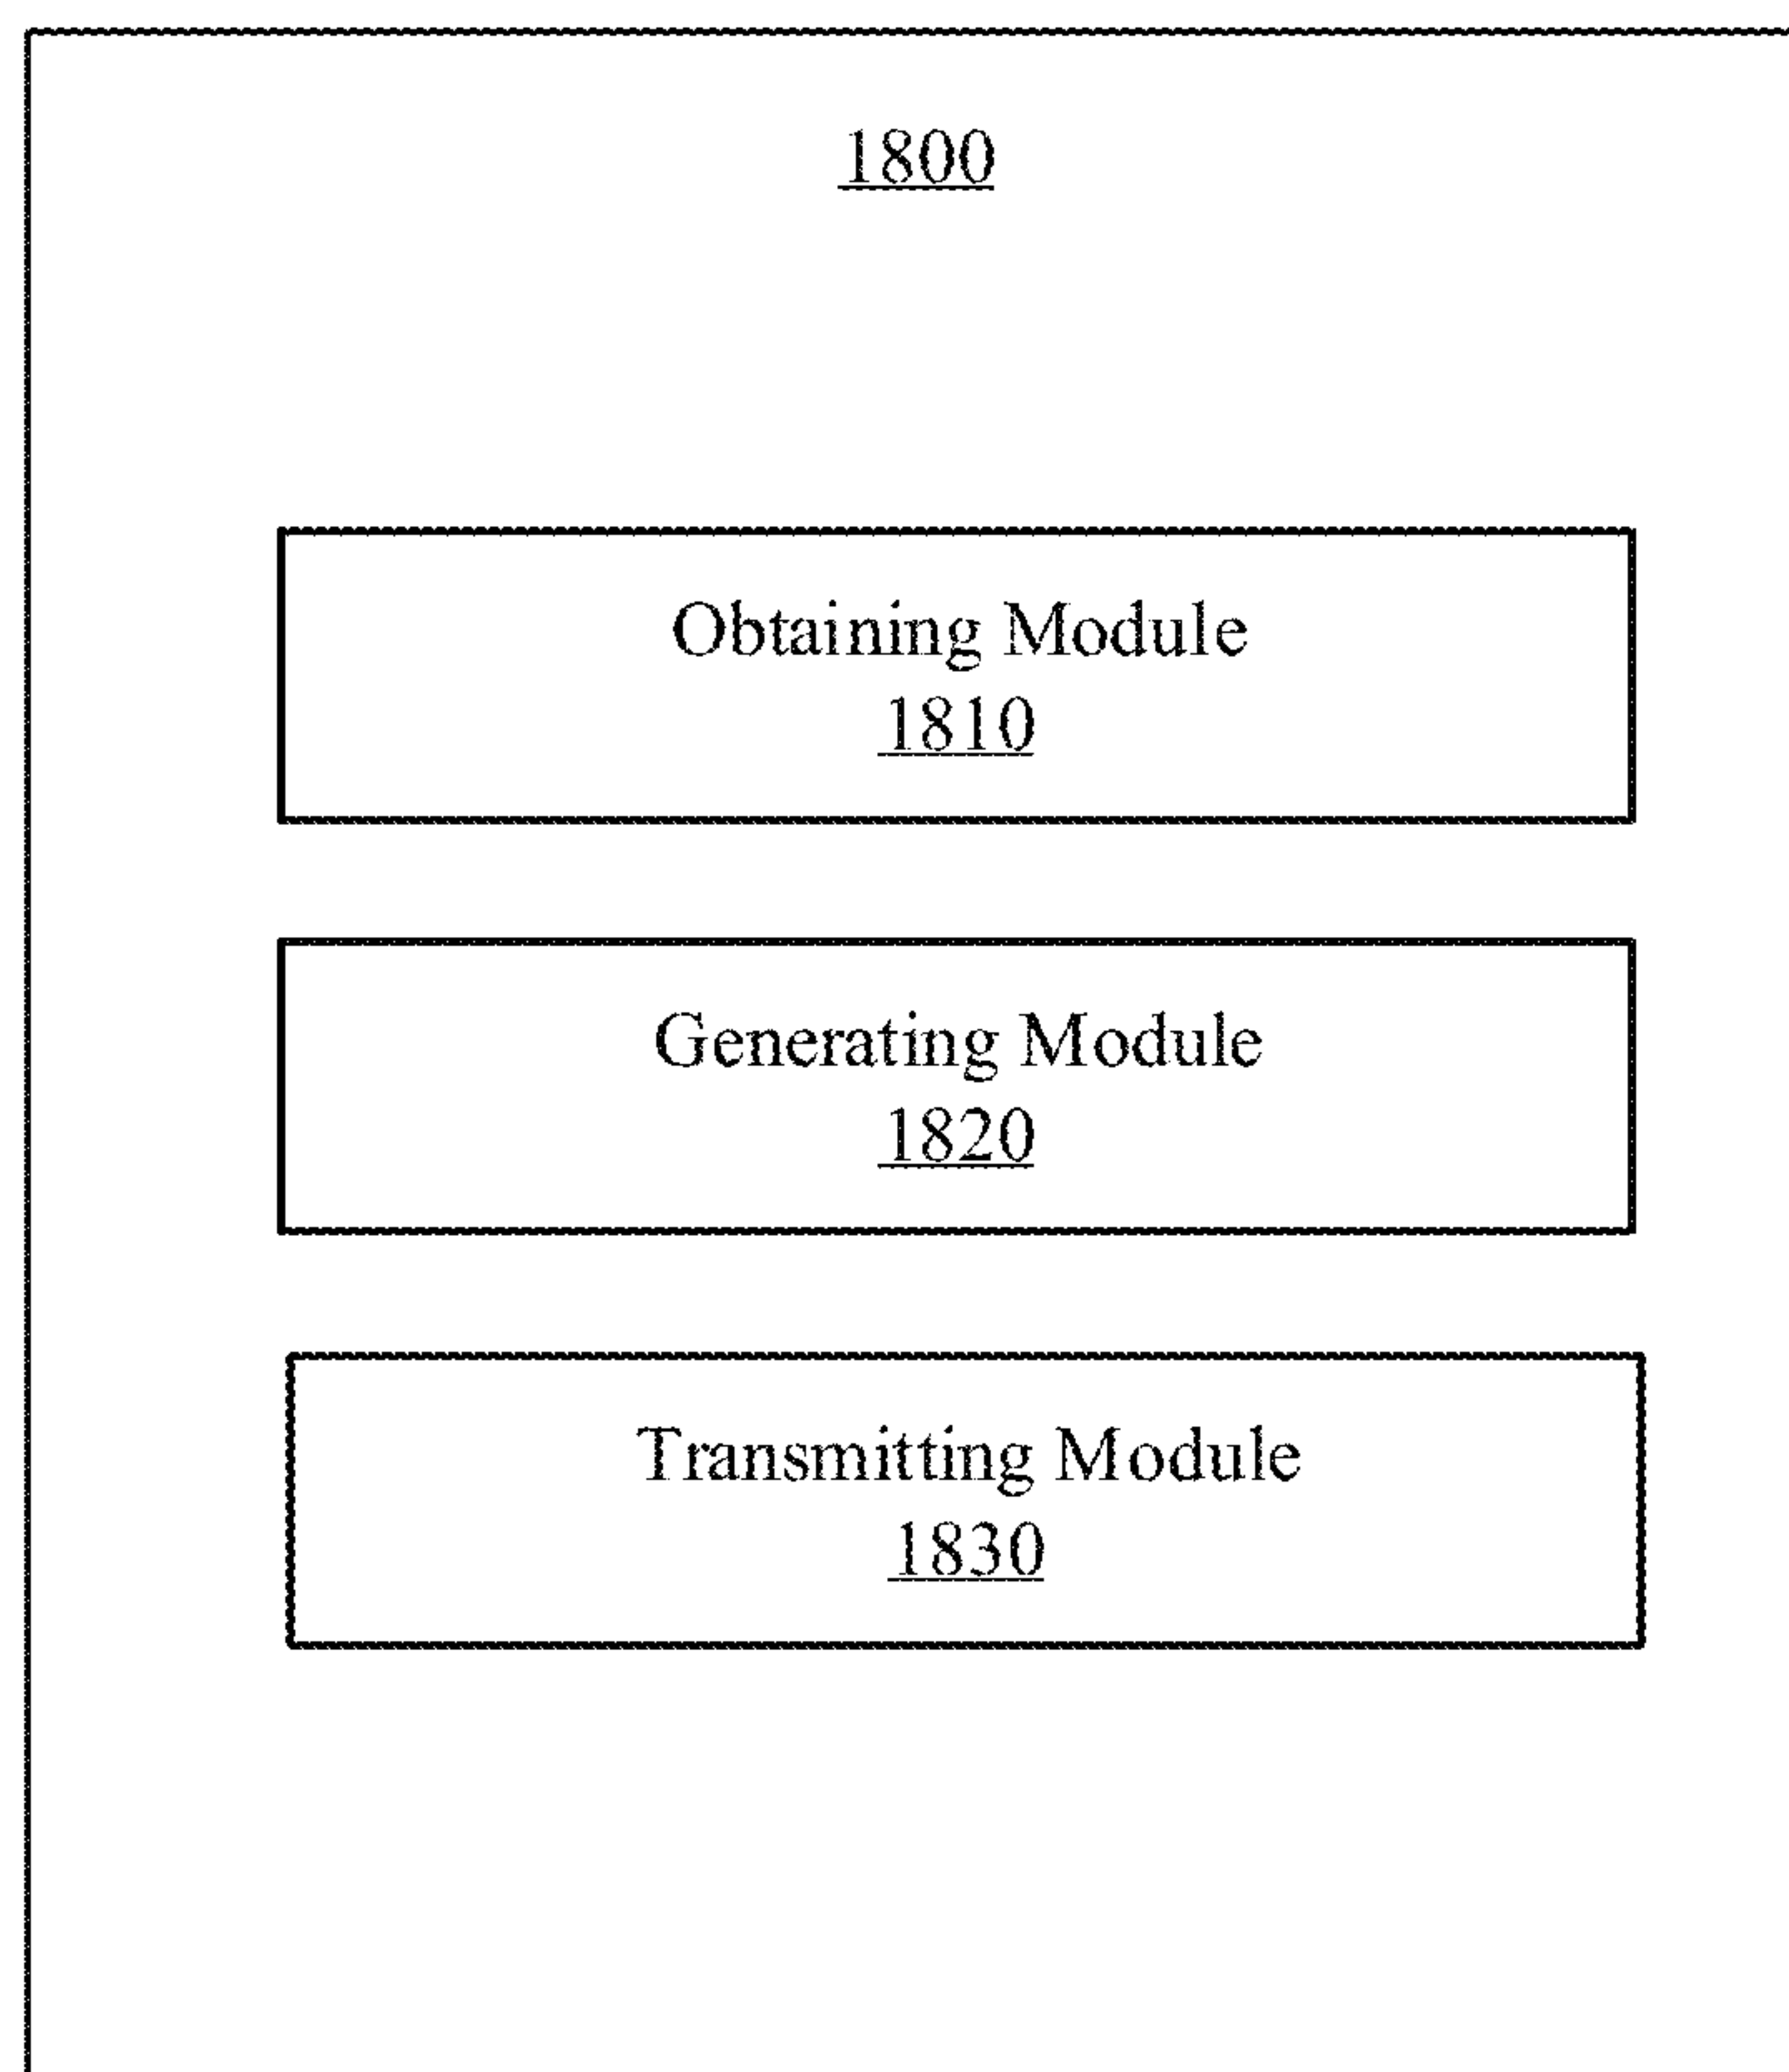 1800
Obtaining Module
1810
Generating Module
1820
Transmitting Module
1830